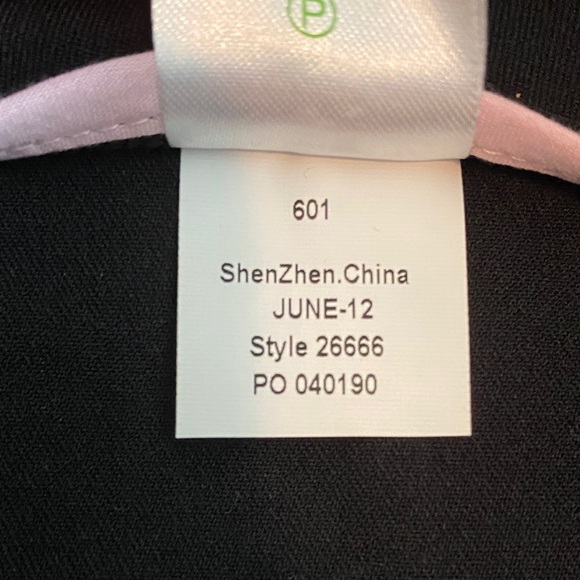 P
601
ShenZhen.China
JUNE-12
Style 26666
PO 040190